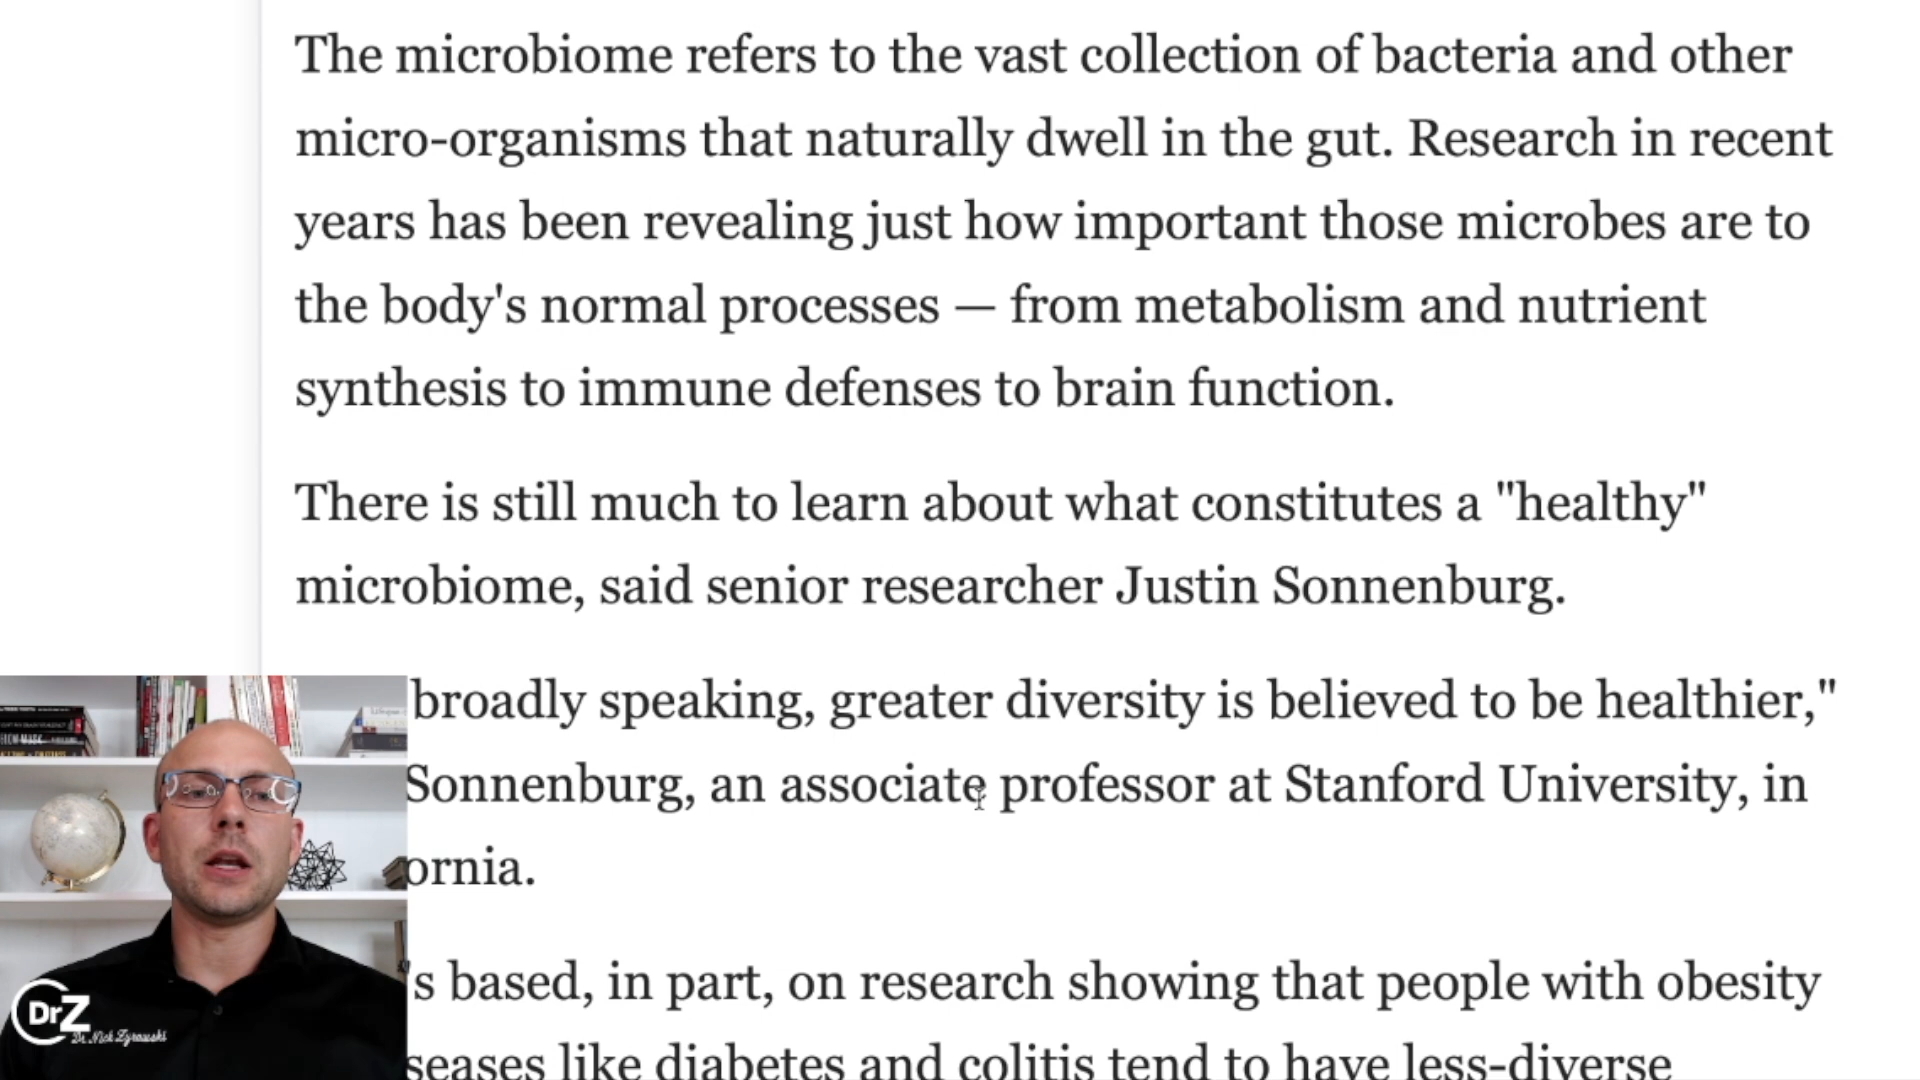 The microbiome refers to the vast collection of bacteria and other
micro-organisms that naturally dwell in the gut. Research in recent
years has been revealing just how important those microbes are to
the body's normal processes — from metabolism and nutrient
synthesis to immune defenses to brain function.
There is still much to learn about what constitutes a "healthy"
microbiome, said senior researcher Justin Sonnenburg.
broadly speaking, greater diversity is believed to be healthier,"
Sonnenburg, an associate professor at Stanford University, in
ornia.
's based, in part, on research showing that people with obesity
seases like diabetes and colitis tend to have less-diverse
DrZ
Dr. Nick Zyrowski